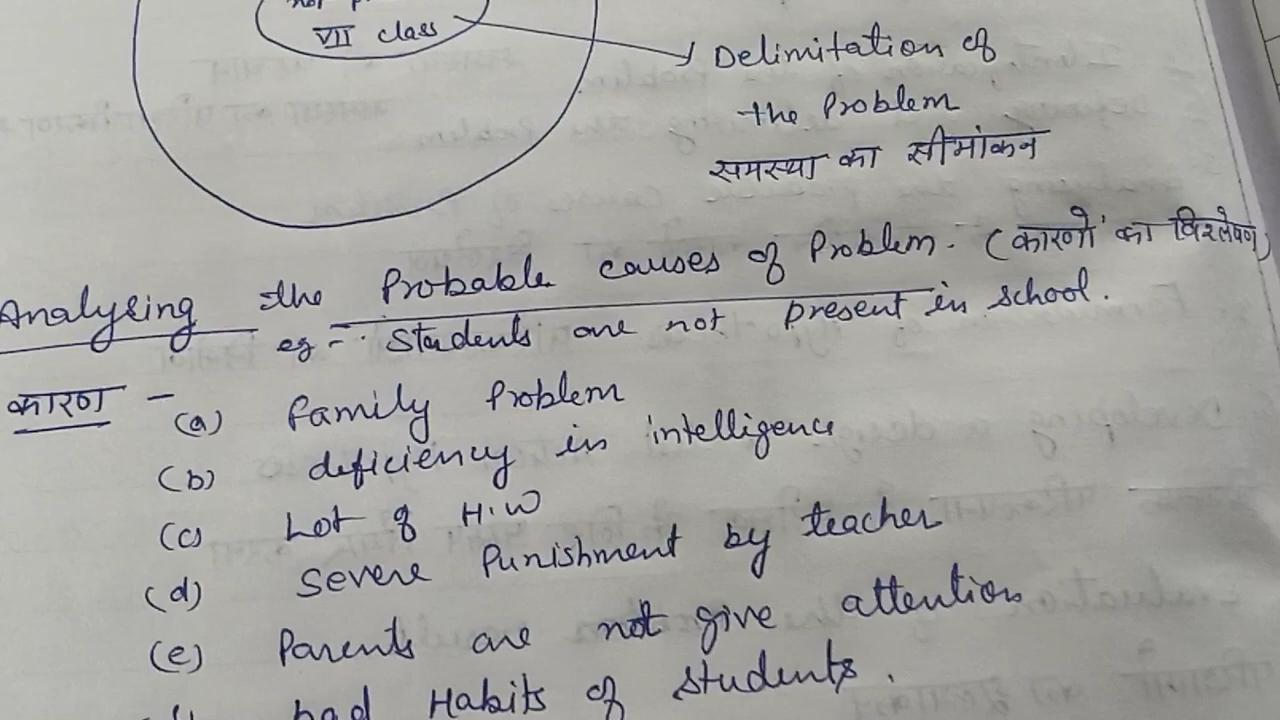 VII class
Delimitation of
the Problem
समस्या का सीमांकन
Analysing the Probable causes of Problem. (कारणों का विश्लेषण)
eg - Students are not present in school.
कारण -
(a) family Problem
(b) deficiency in intelligence
(c) Lot of H.W
(d) severe Punishment by teacher
(e) Parents are not give attention
bad Habits of students.